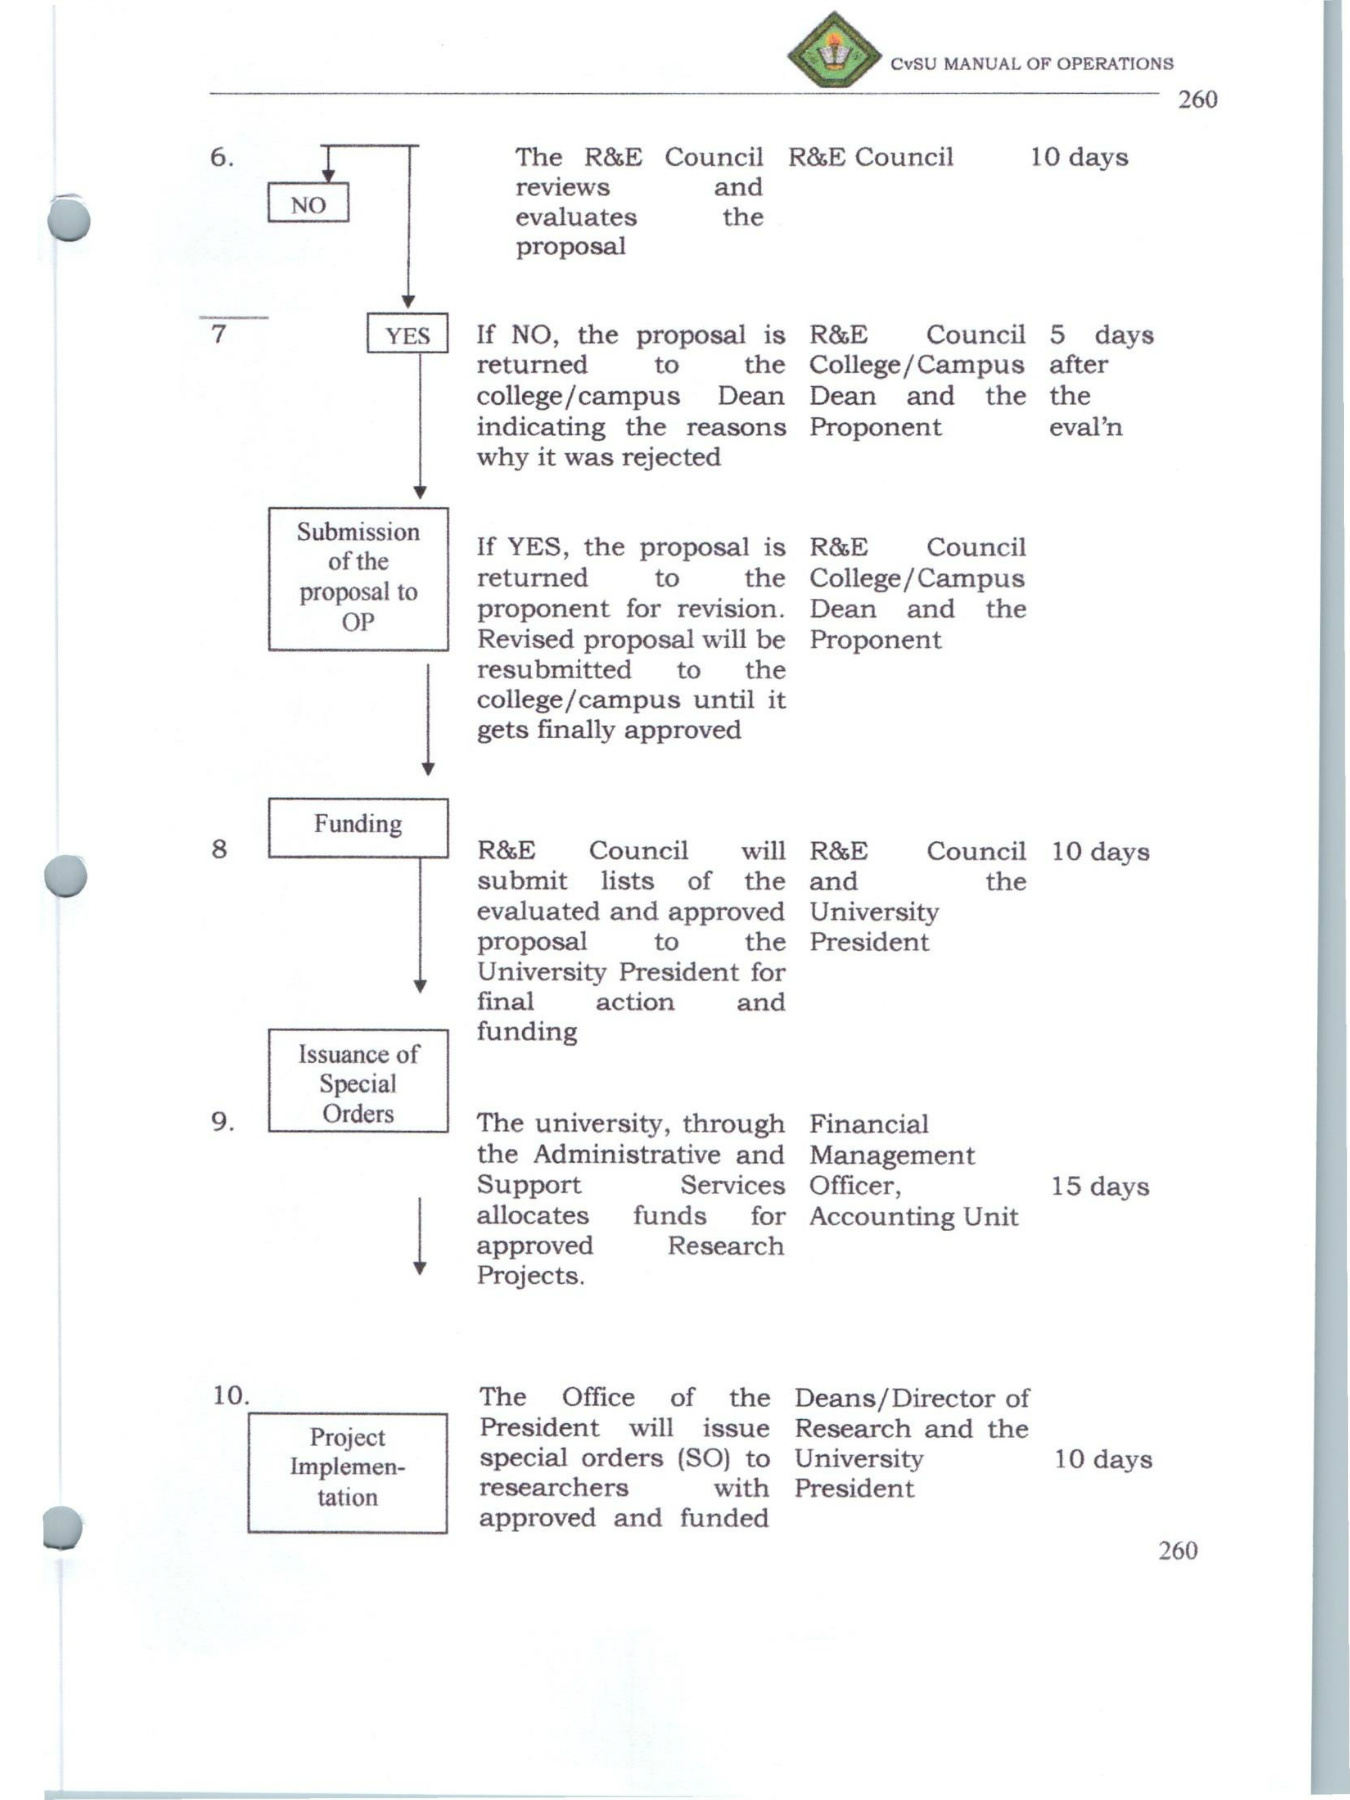 CvSU MANUAL OF OPERATIONS
260
6.
NO
The R&E Council
reviews and
evaluates the
proposal
R&E Council
10 days
7
YES
If NO, the proposal is
returned to the
college/campus Dean
indicating the reasons
why it was rejected
R&E Council
College/Campus
Dean and the
Proponent
5 days
after
the
eval'n
Submission
of the
proposal to
OP
If YES, the proposal is
returned to the
proponent for revision.
Revised proposal will be
resubmitted to the
college/campus until it
gets finally approved
R&E Council
College/Campus
Dean and the
Proponent
Funding
8
R&E Council will
submit lists of the
evaluated and approved
proposal to the
University President for
final action and
funding
R&E Council
and the
University
President
10 days
Issuance of
Special
Orders
9.
The university, through
the Administrative and
Support Services
allocates funds for
approved Research
Projects.
Financial
Management
Officer,
Accounting Unit
15 days
10.
Project
Implemen-
tation
The Office of the
President will issue
special orders (SO) to
researchers with
approved and funded
Deans/Director of
Research and the
University
President
10 days
260